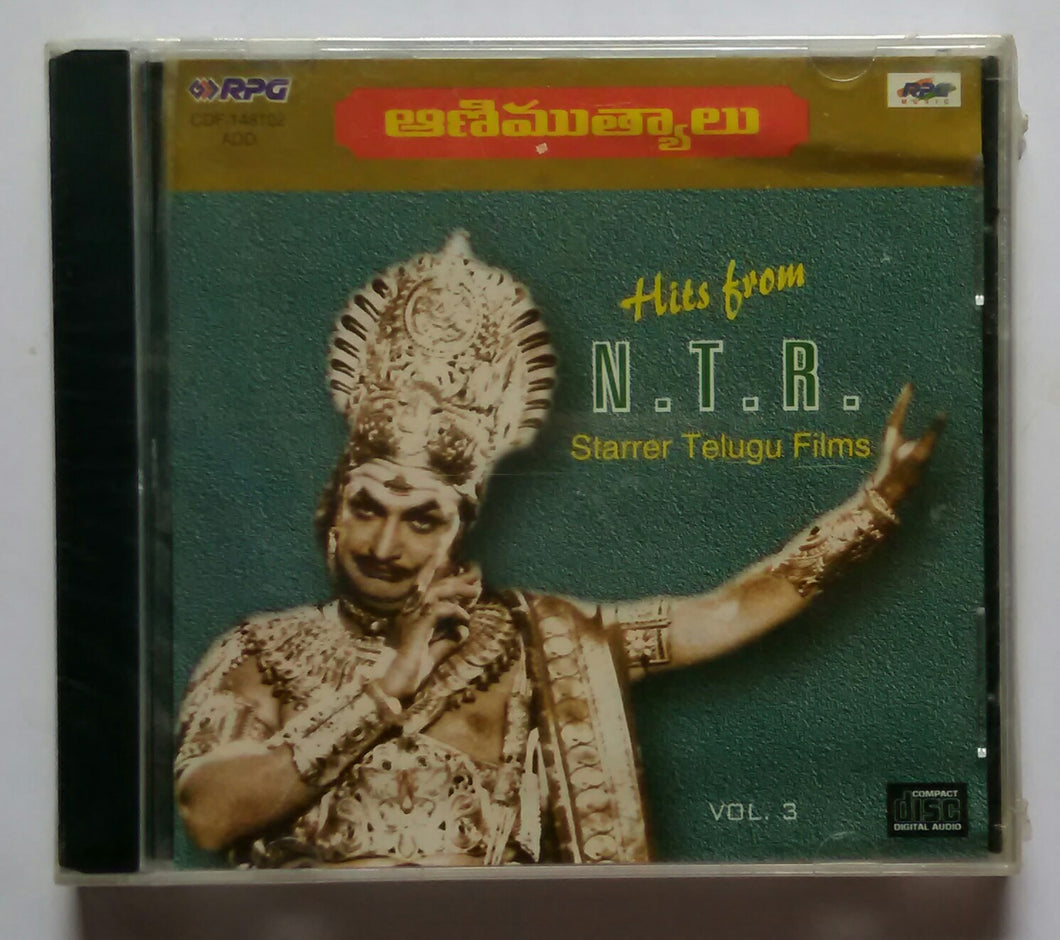 RPG
CDF.148102
ADD
ఆణిముత్యాలు
RPG
MUSIC
Hits from
N.T.R.
Starrer Telugu Films
VOL. 3
COMPACT
disc
DIGITAL AUDIO